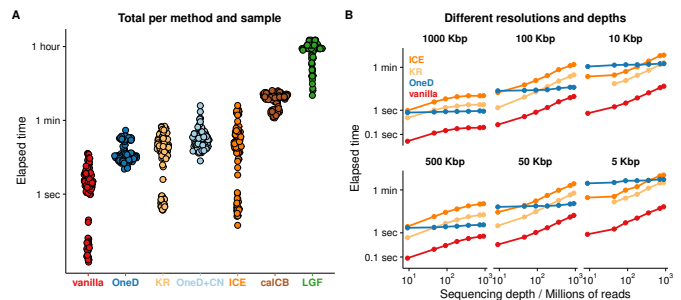 A
Total per method and sample
Elapsed time
1 hour
1 min
1 sec
vanilla OneD KR OneD+CN ICE calCB LGF
B
Different resolutions and depths
Elapsed time
1000 Kbp 100 Kbp 10 Kbp
ICE
KR
OneD
vanilla
1 min
1 sec
0.1 sec
500 Kbp 50 Kbp 5 Kbp
1 min
1 sec
0.1 sec
10¹ 10² 10³ 10¹ 10² 10³ 10¹ 10² 10³
Sequencing depth / Millions of reads